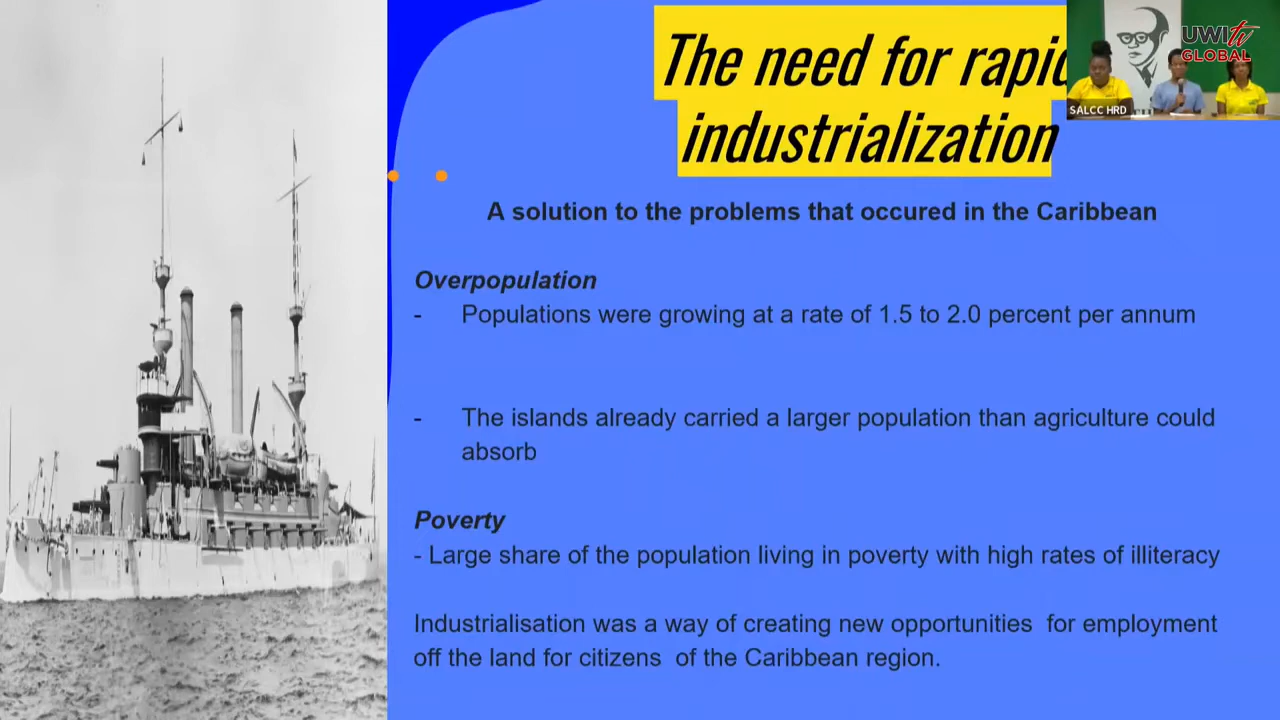 The need for rapid
industrialization
UWItv
GLOBAL
SALCC HRD
A solution to the problems that occured in the Caribbean
Overpopulation
- Populations were growing at a rate of 1.5 to 2.0 percent per annum
- The islands already carried a larger population than agriculture could
absorb
Poverty
- Large share of the population living in poverty with high rates of illiteracy
Industrialisation was a way of creating new opportunities for employment
off the land for citizens of the Caribbean region.